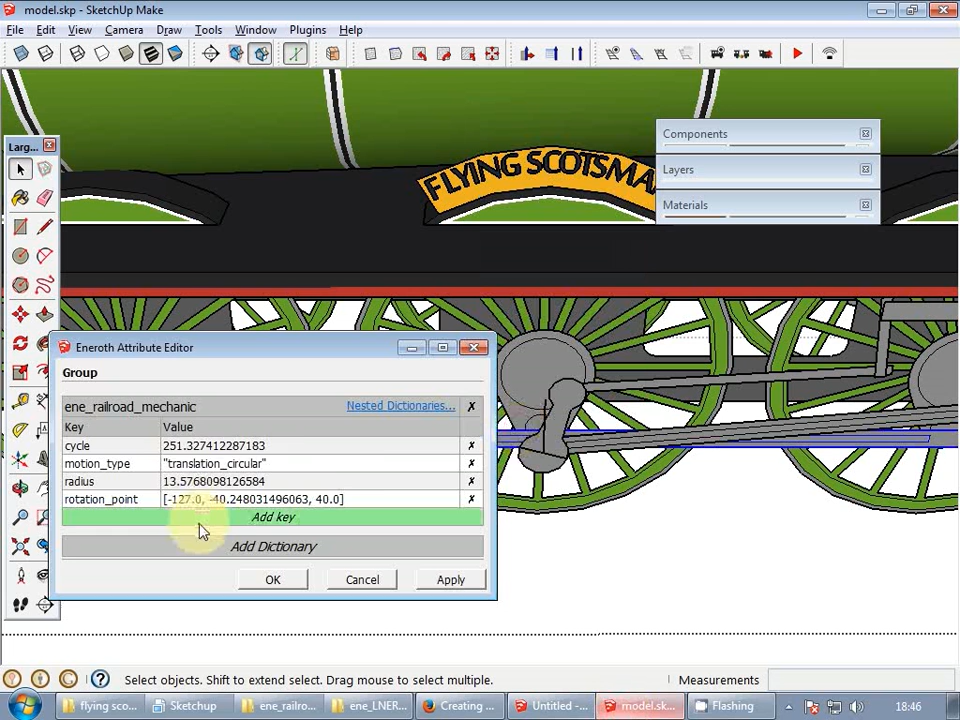 model.skp - SketchUp Make
File Edit View Camera Draw Tools Window Plugins Help
Larg...
Components
Layers
Materials
FLYING SCOTSMA
Eneroth Attribute Editor
Group
ene_railroad_mechanic Nested Dictionaries... ✗
Key Value
cycle 251.327412287183 ✗
motion_type "translation_circular" ✗
radius 13.5768098126584 ✗
rotation_point [-127.0, -40.248031496063, 40.0] ✗
Add key
Add Dictionary
OK Cancel Apply
Select objects. Shift to extend select. Drag mouse to select multiple. Measurements
flying sco... Sketchup ene_railro... ene_LNER... Creating ... Untitled -... model.sk... Flashing 18:46